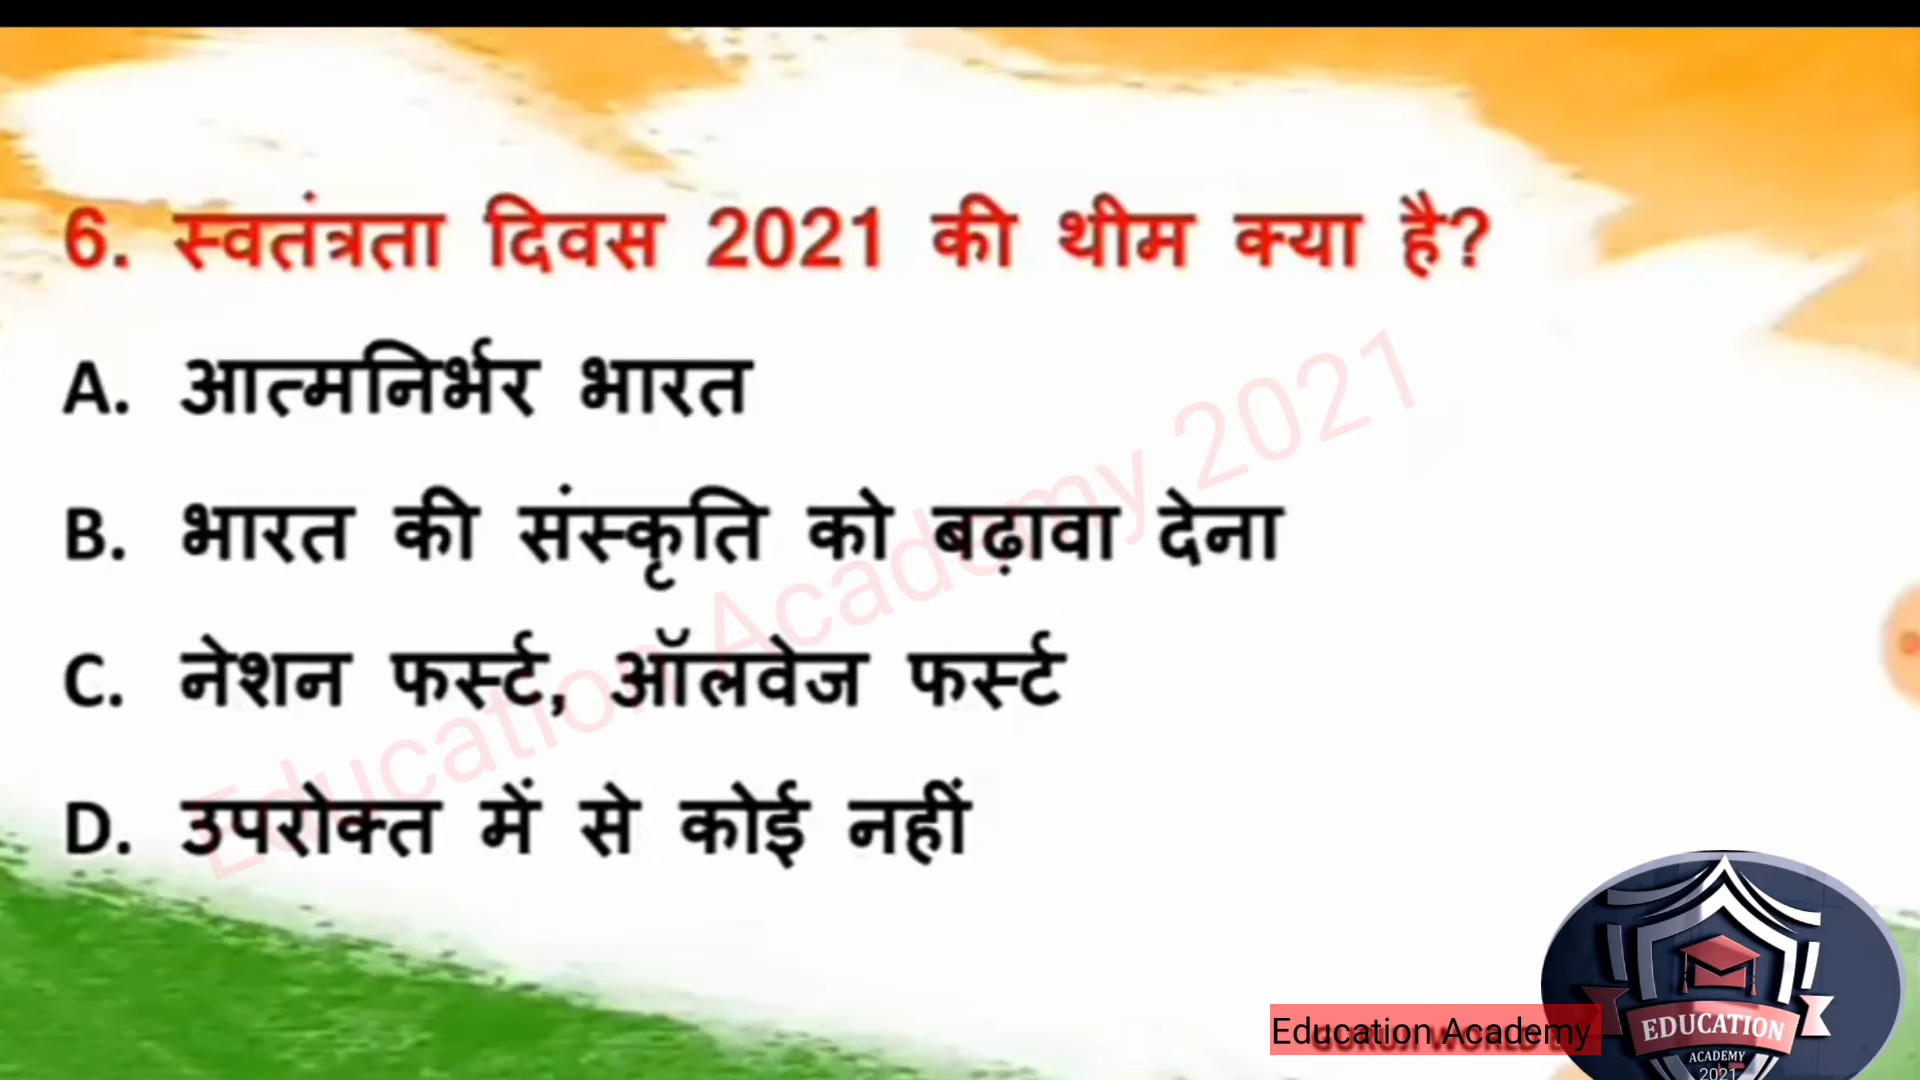 6. स्वतंत्रता दिवस 2021 की थीम क्या है?
A. आत्मनिर्भर भारत
B. भारत की संस्कृति को बढ़ावा देना
C. नेशन फर्स्ट, ऑलवेज फर्स्ट
D. उपरोक्त में से कोई नहीं
Education Academy 2021
Education Academy
EDUCATION
ACADEMY
2021